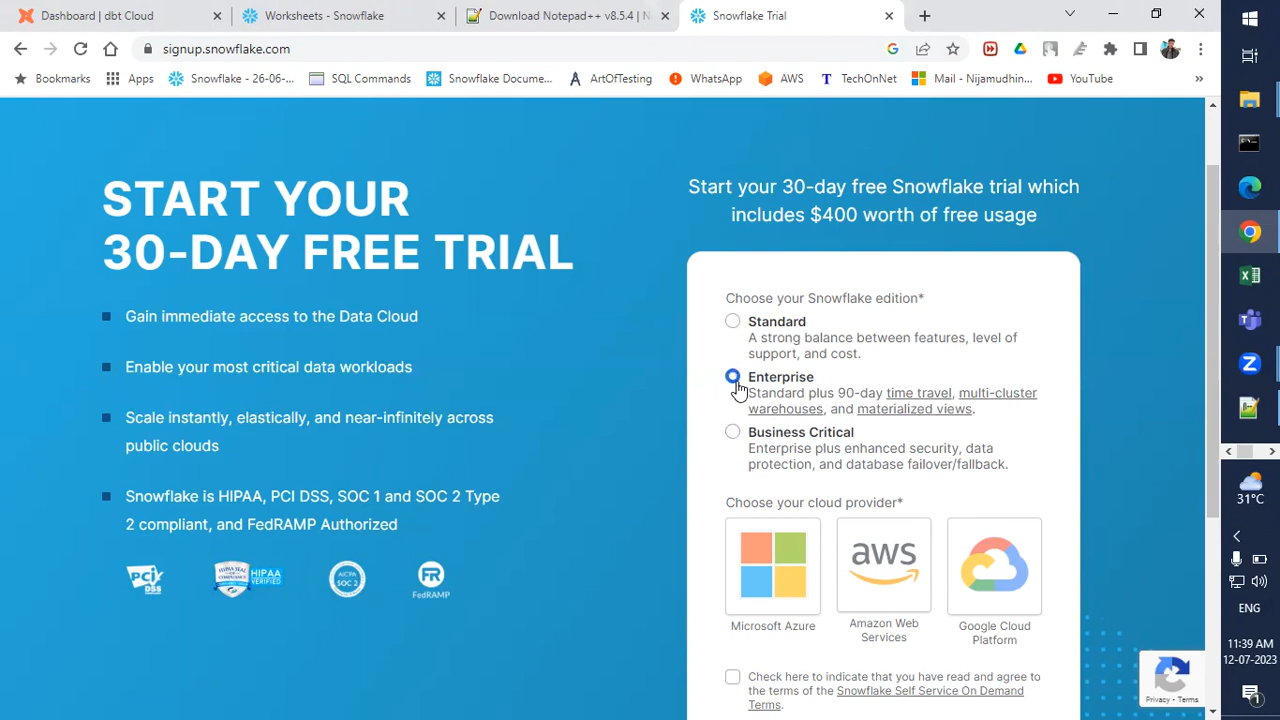 Dashboard | dbt Cloud
Worksheets - Snowflake
Download Notepad++ v8.5.4 | N
Snowflake Trial
signup.snowflake.com
Bookmarks
Apps
Snowflake - 26-06-...
SQL Commands
Snowflake Docume...
ArtOfTesting
WhatsApp
AWS
TechOnNet
Mail - Nijamudhin...
YouTube
START YOUR
30-DAY FREE TRIAL
Gain immediate access to the Data Cloud
Enable your most critical data workloads
Scale instantly, elastically, and near-infinitely across
public clouds
Snowflake is HIPAA, PCI DSS, SOC 1 and SOC 2 Type
2 compliant, and FedRAMP Authorized
PCI
DSS
HIPAA
VERIFIED
AICPA
SOC 2
FR
FedRAMP
Start your 30-day free Snowflake trial which
includes $400 worth of free usage
Choose your Snowflake edition*
Standard
A strong balance between features, level of
support, and cost.
Enterprise
Standard plus 90-day time travel, multi-cluster
warehouses, and materialized views.
Business Critical
Enterprise plus enhanced security, data
protection, and database failover/fallback.
Choose your cloud provider*
aws
Microsoft Azure
Amazon Web
Services
Google Cloud
Platform
Check here to indicate that you have read and agree to
the terms of the Snowflake Self Service On Demand
Terms.
Privacy - Terms
31°C
ENG
11:39 AM
12-07-2023
1